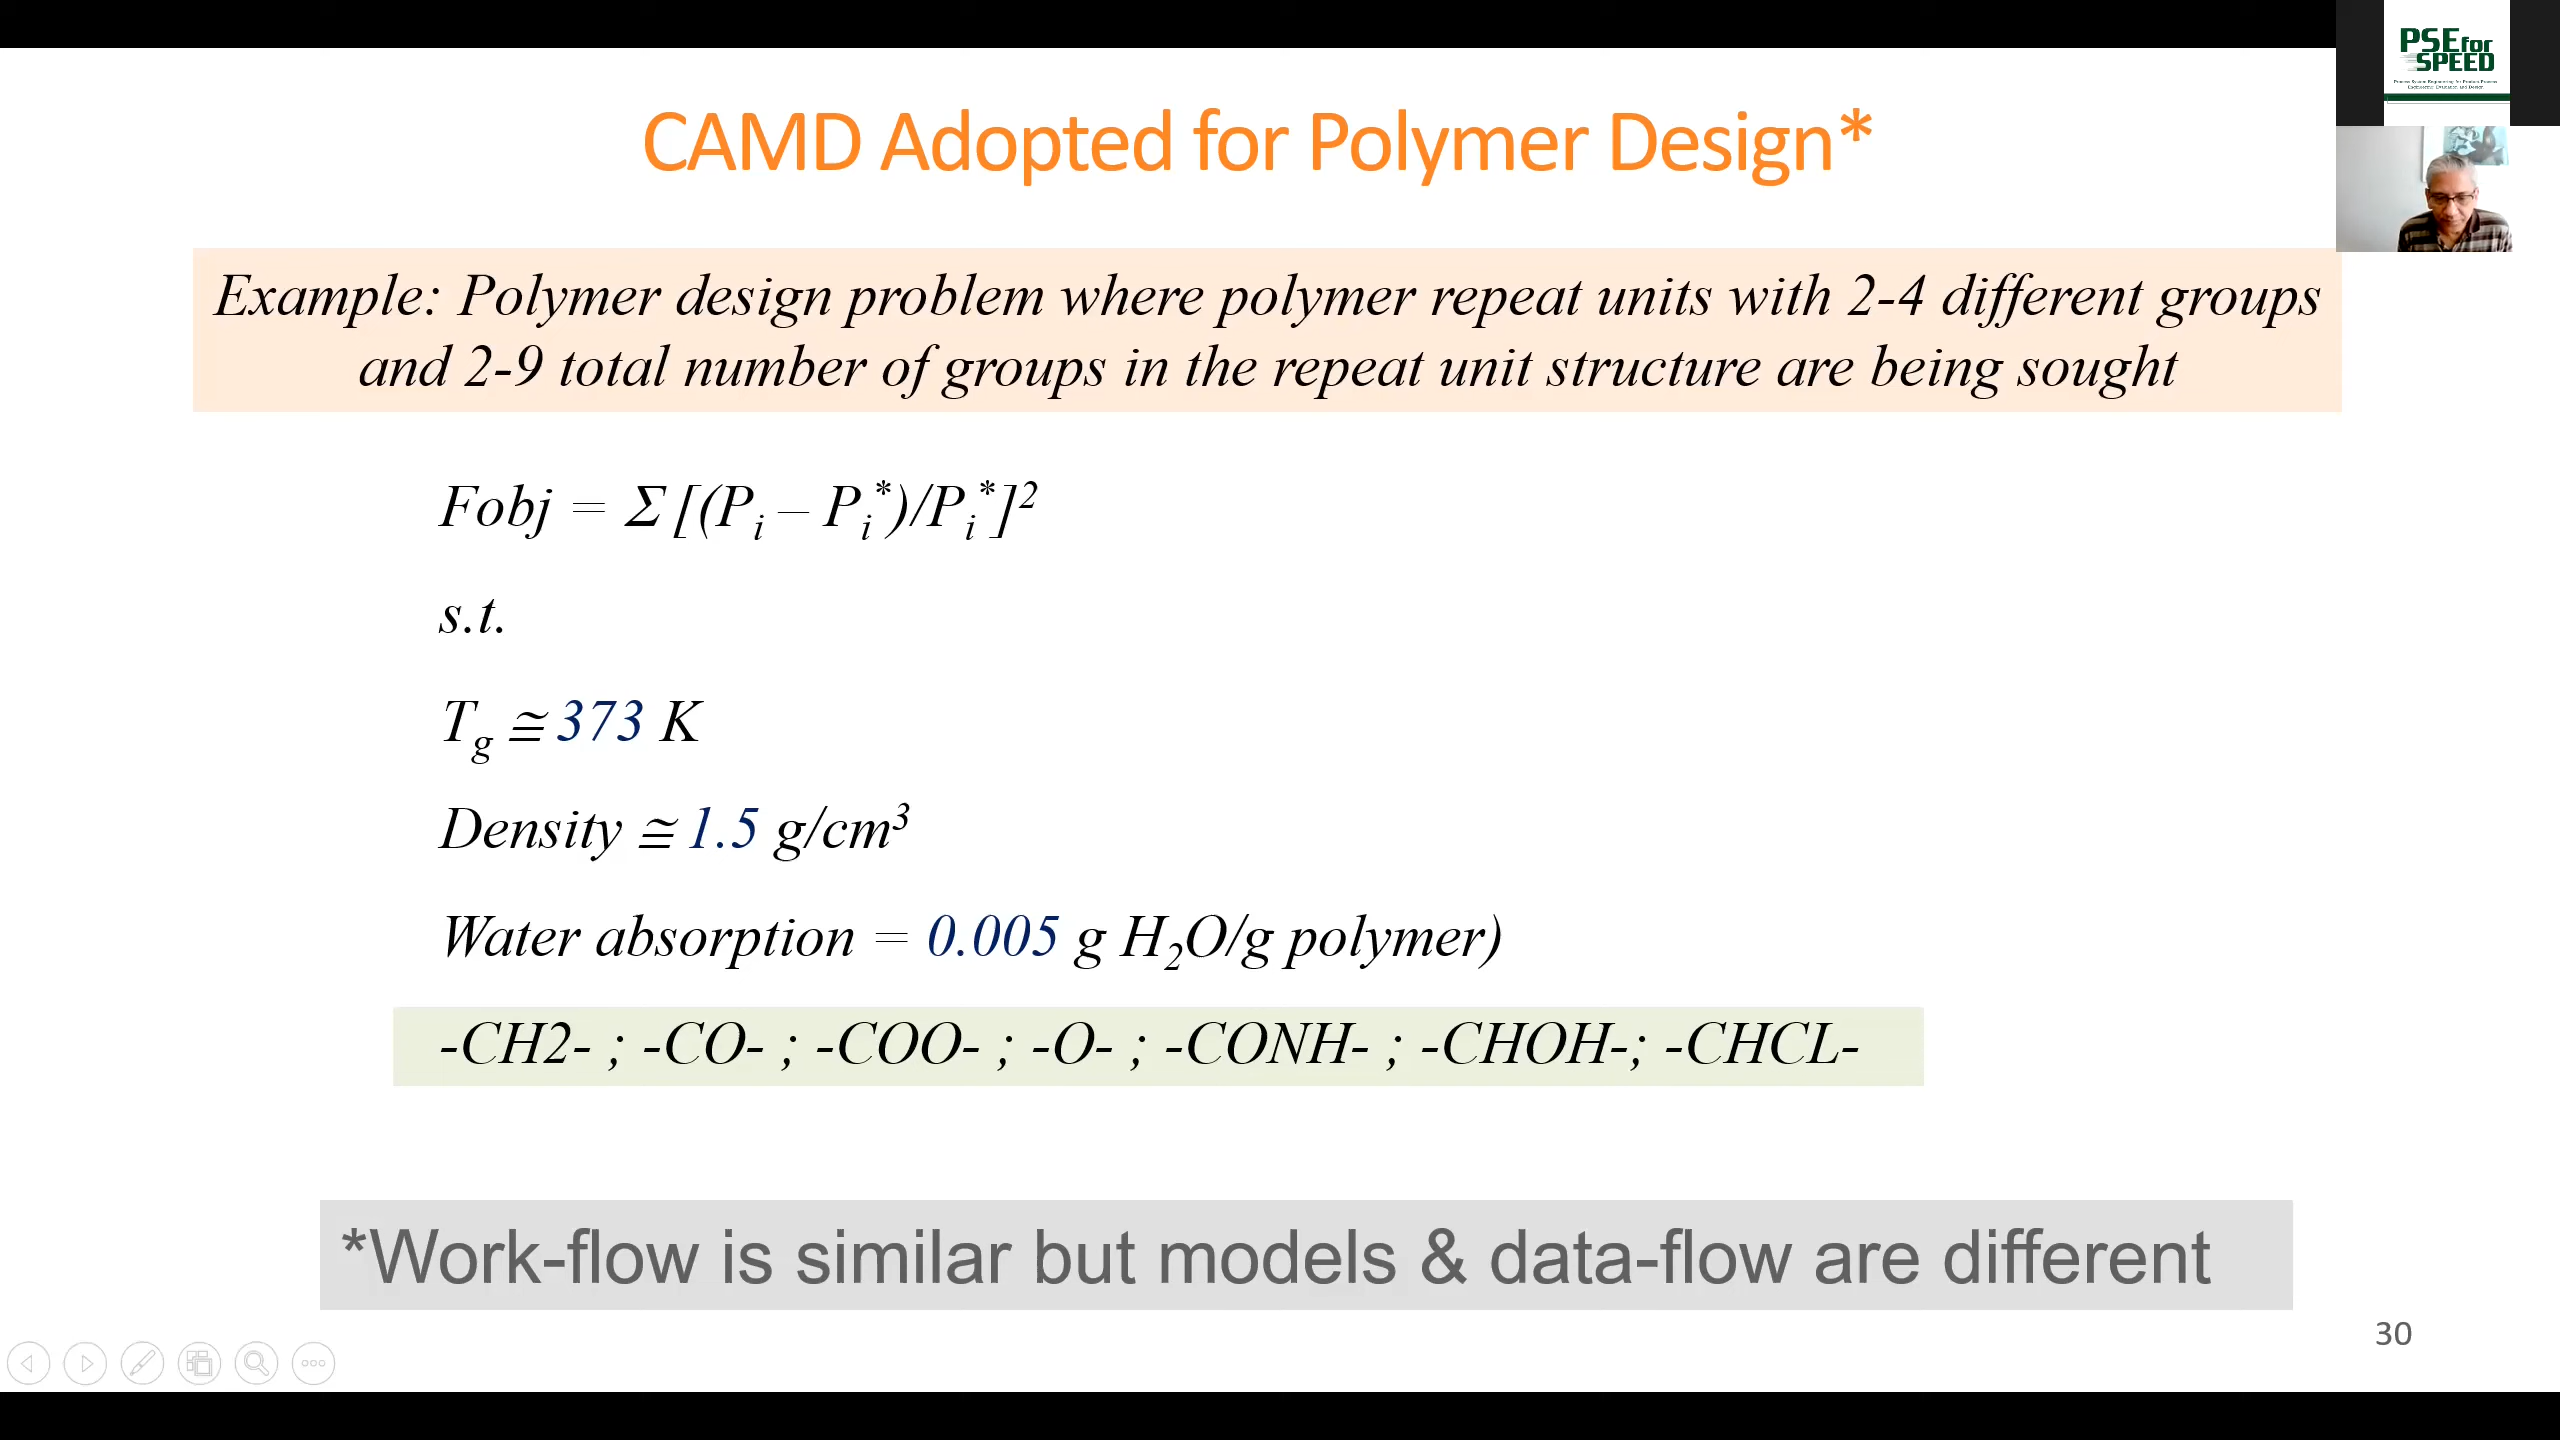 PSE for
SPEED
CAMD Adopted for Polymer Design*
Example: Polymer design problem where polymer repeat units with 2-4 different groups
and 2-9 total number of groups in the repeat unit structure are being sought
Fobj = Σ [(Pᵢ – Pᵢ*)/Pᵢ*]²
s.t.
T_g ≅ 373 K
Density ≅ 1.5 g/cm³
Water absorption = 0.005 g H₂O/g polymer)
-CH2- ; -CO- ; -COO- ; -O- ; -CONH- ; -CHOH-; -CHCL-
*Work-flow is similar but models & data-flow are different
30